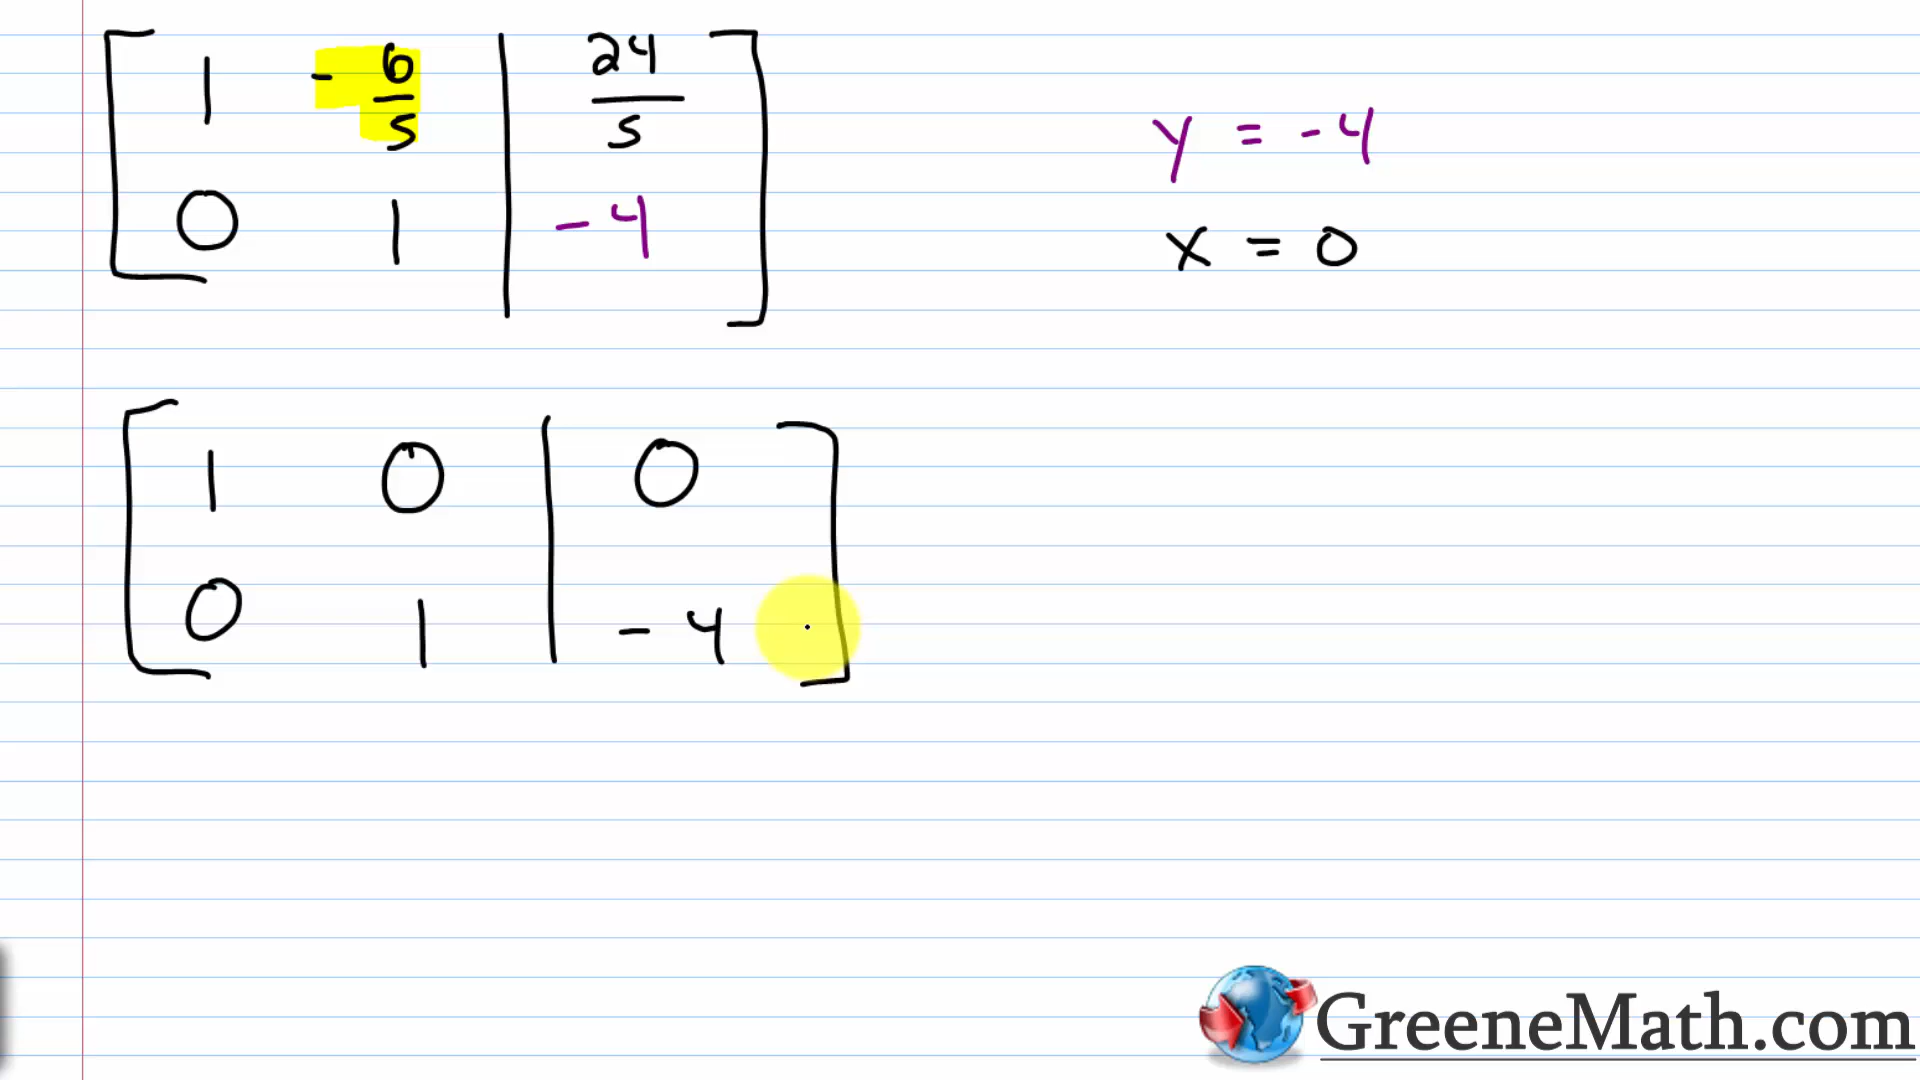 1 - 6/5 | 24/5
0 1 | -4
y = -4
x = 0
1 0 | 0
0 1 | -4
GreeneMath.com